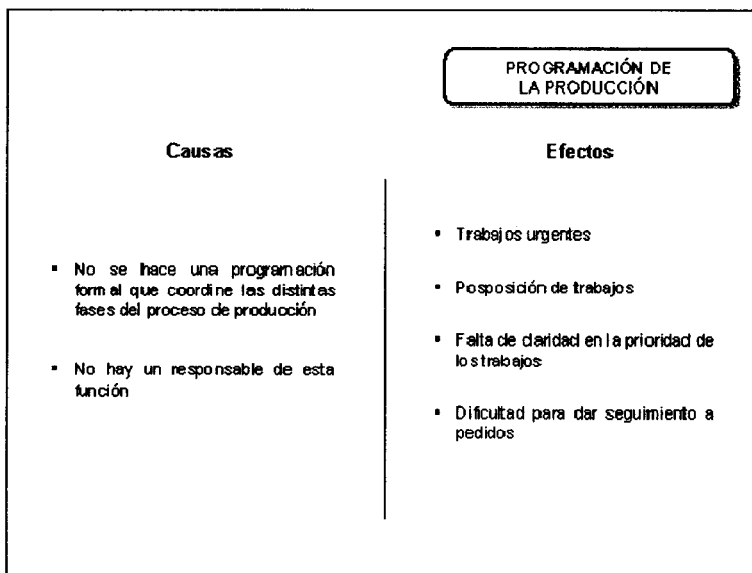 PROGRAMACIÓN DE
LA PRODUCCIÓN
Causas
▪ No se hace una programación
formal que coordine las distintas
fases del proceso de producción
▪ No hay un responsable de esta
función
Efectos
▪ Trabajos urgentes
▪ Posposición de trabajos
▪ Falta de claridad en la prioridad de
los trabajos
▪ Dificultad para dar seguimiento a
pedidos